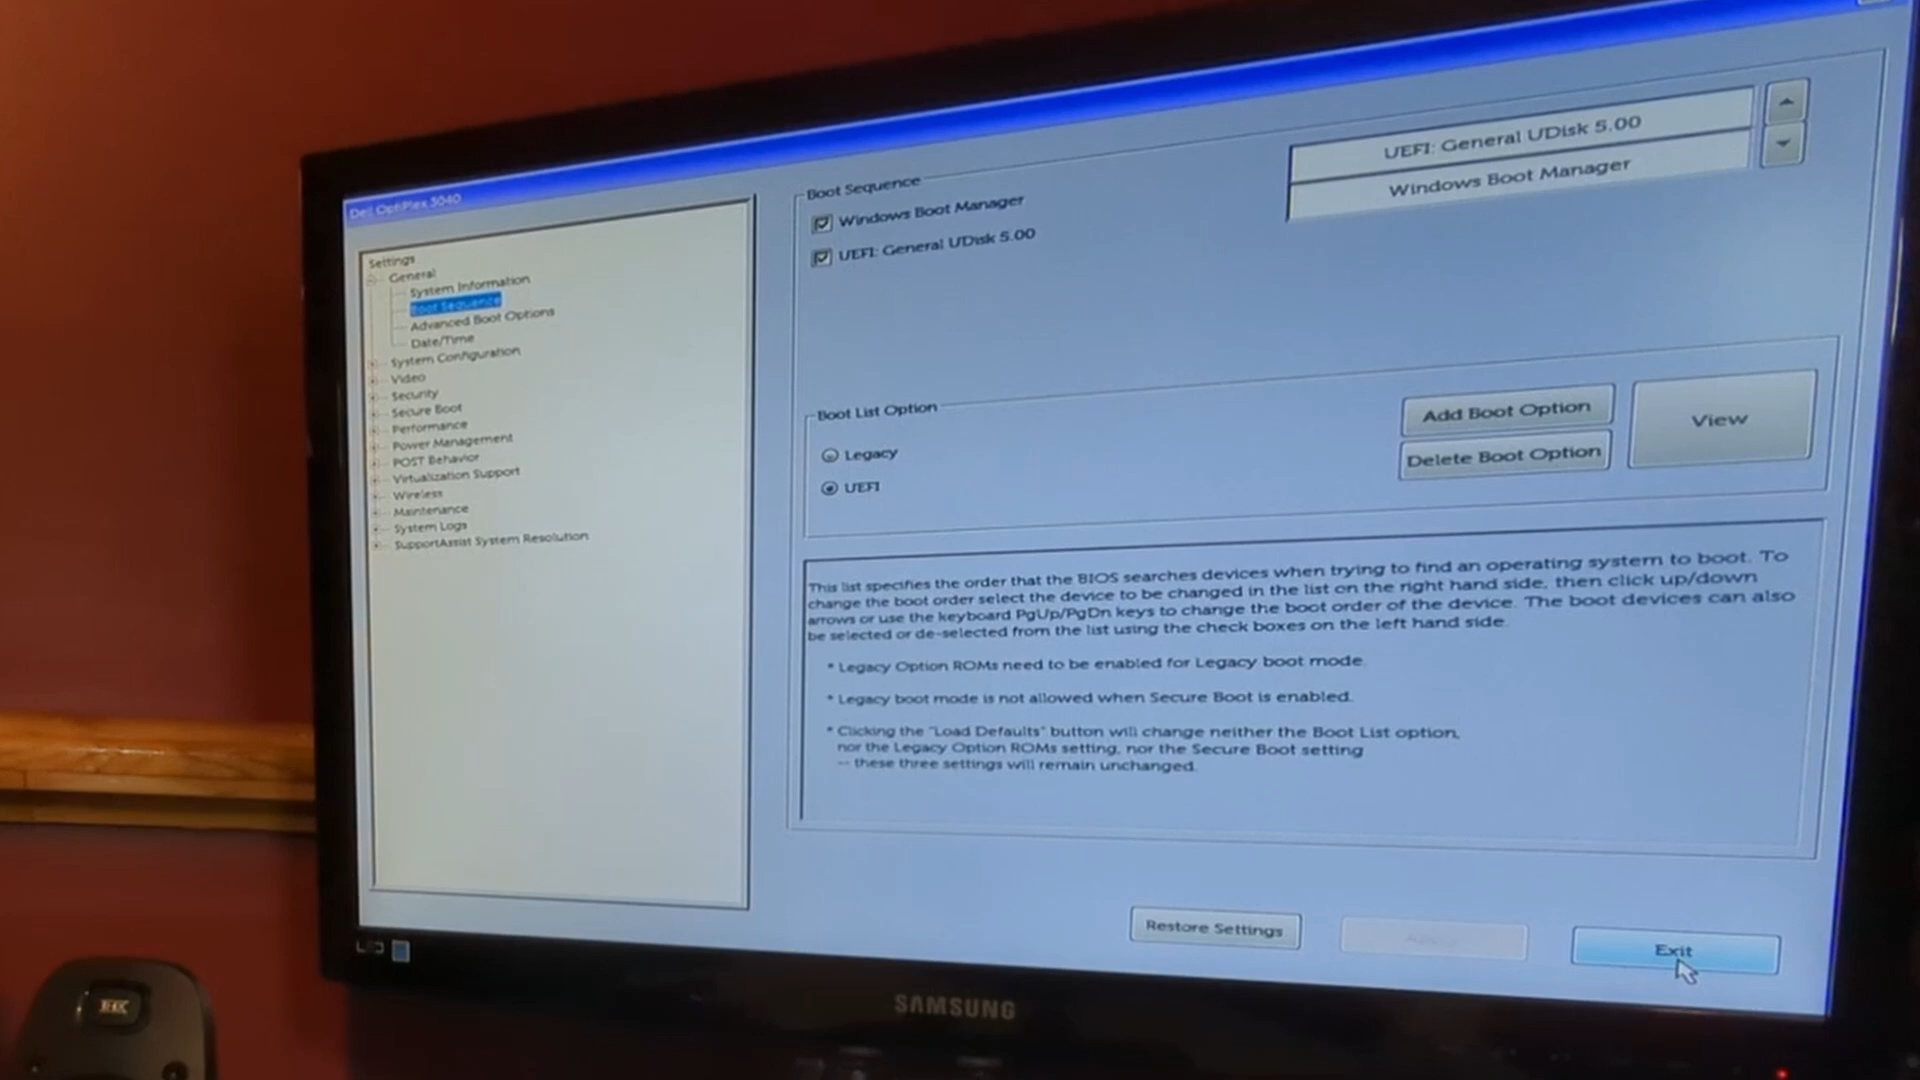 Dell OptiPlex 5040
Settings
General
System Information
Boot Sequence
Advanced Boot Options
Date/Time
System Configuration
Video
Security
Secure Boot
Performance
Power Management
POST Behavior
Virtualization Support
Wireless
Maintenance
System Logs
SupportAssist System Resolution
Boot Sequence
Windows Boot Manager
UEFI: General UDisk 5.00
UEFI: General UDisk 5.00
Windows Boot Manager
Boot List Option
Legacy
UEFI
Add Boot Option
Delete Boot Option
View
This list specifies the order that the BIOS searches devices when trying to find an operating system to boot. To
change the boot order select the device to be changed in the list on the right hand side, then click up/down
arrows or use the keyboard PgUp/PgDn keys to change the boot order of the device. The boot devices can also
be selected or de-selected from the list using the check boxes on the left hand side.
* Legacy Option ROMs need to be enabled for Legacy boot mode.
* Legacy boot mode is not allowed when Secure Boot is enabled.
* Clicking the "Load Defaults" button will change neither the Boot List option,
nor the Legacy Option ROMs setting, nor the Secure Boot setting
-- these three settings will remain unchanged.
Restore Settings
Exit
LED
SAMSUNG